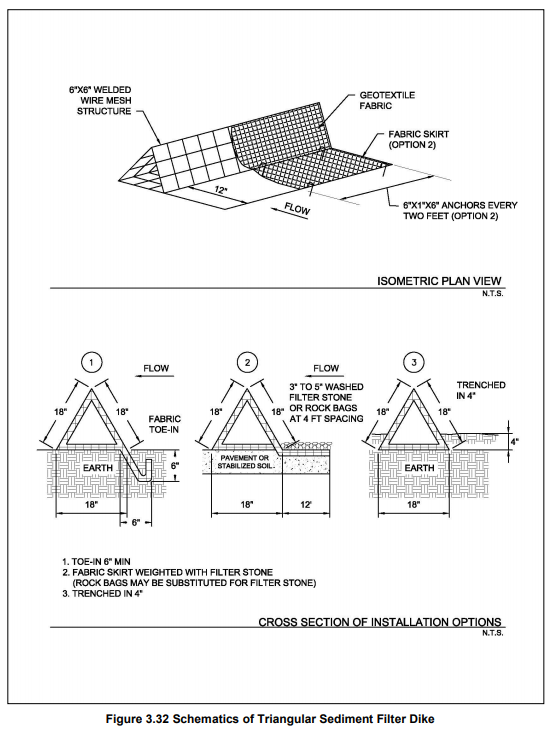 6"X6" WELDED
WIRE MESH
STRUCTURE
GEOTEXTILE
FABRIC
FABRIC SKIRT
(OPTION 2)
12"
FLOW
6"X1"X6" ANCHORS EVERY
TWO FEET (OPTION 2)
ISOMETRIC PLAN VIEW
N.T.S.
1
FLOW
18"
18"
FABRIC
TOE-IN
EARTH
6"
18"
6"
2
FLOW
3" TO 5" WASHED
FILTER STONE
OR ROCK BAGS
AT 4 FT SPACING
18"
18"
PAVEMENT OR
STABILIZED SOIL
18"
12'
3
TRENCHED
IN 4"
18"
18"
4"
EARTH
18"
1. TOE-IN 6" MIN
2. FABRIC SKIRT WEIGHTED WITH FILTER STONE
(ROCK BAGS MAY BE SUBSTITUTED FOR FILTER STONE)
3. TRENCHED IN 4"
CROSS SECTION OF INSTALLATION OPTIONS
N.T.S.
Figure 3.32 Schematics of Triangular Sediment Filter Dike